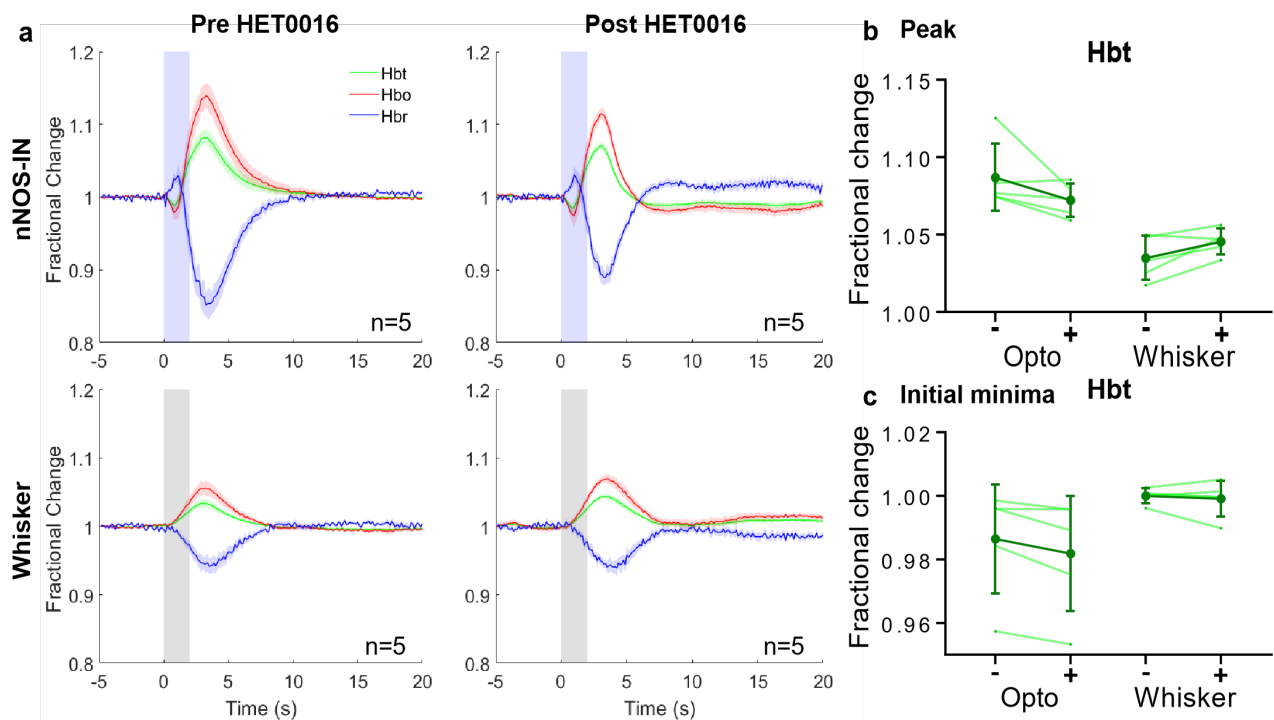 a
Pre HET0016
Post HET0016
nNOS-IN
Fractional Change
1.2
1.1
1
0.9
0.8
-5
0
5
10
15
20
Hbt
Hbo
Hbr
n=5
1.2
1.1
1
0.9
0.8
-5
0
5
10
15
20
n=5
Whisker
Fractional Change
1.2
1.1
1
0.9
0.8
-5
0
5
10
15
20
Time (s)
n=5
1.2
1.1
1
0.9
0.8
-5
0
5
10
15
20
Time (s)
n=5
b Peak
Hbt
Fractional change
1.15
1.10
1.05
1.00
- + - +
Opto Whisker
c Initial minima
Hbt
Fractional change
1.02
1.00
0.98
0.96
- + - +
Opto Whisker